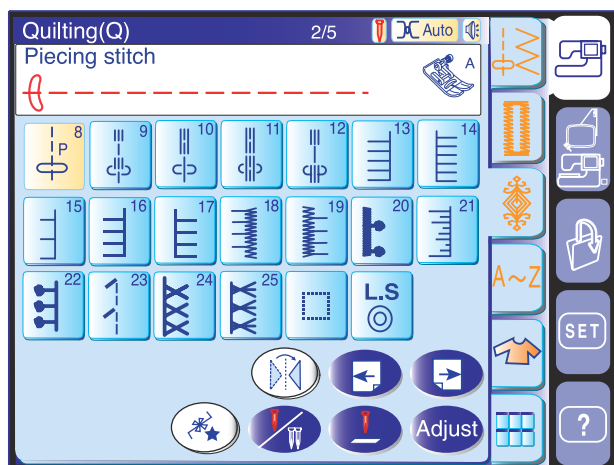 Quilting(Q) 2/5 Auto
Piecing stitch A
8 P 9 10 11 12 13 14
15 16 17 18 19 20 21
22 23 24 25 L.S
A~Z
SET
Adjust ?